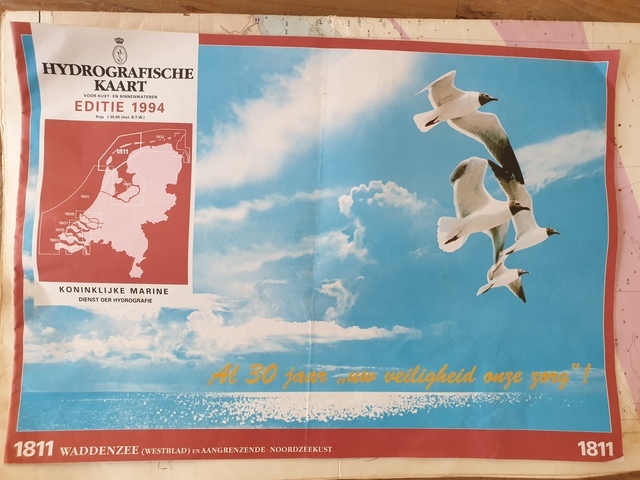 HYDROGRAFISCHE
KAART
VOOR KUST- EN BINNENWATEREN
EDITIE 1994
1811
1812
KONINKLIJKE MARINE
DIENST DER HYDROGRAFIE
Al 30 jaar „uw veiligheid onze zorg"!
1811 WADDENZEE (WESTBLAD) EN AANGRENZENDE NOORDZEEKUST
1811